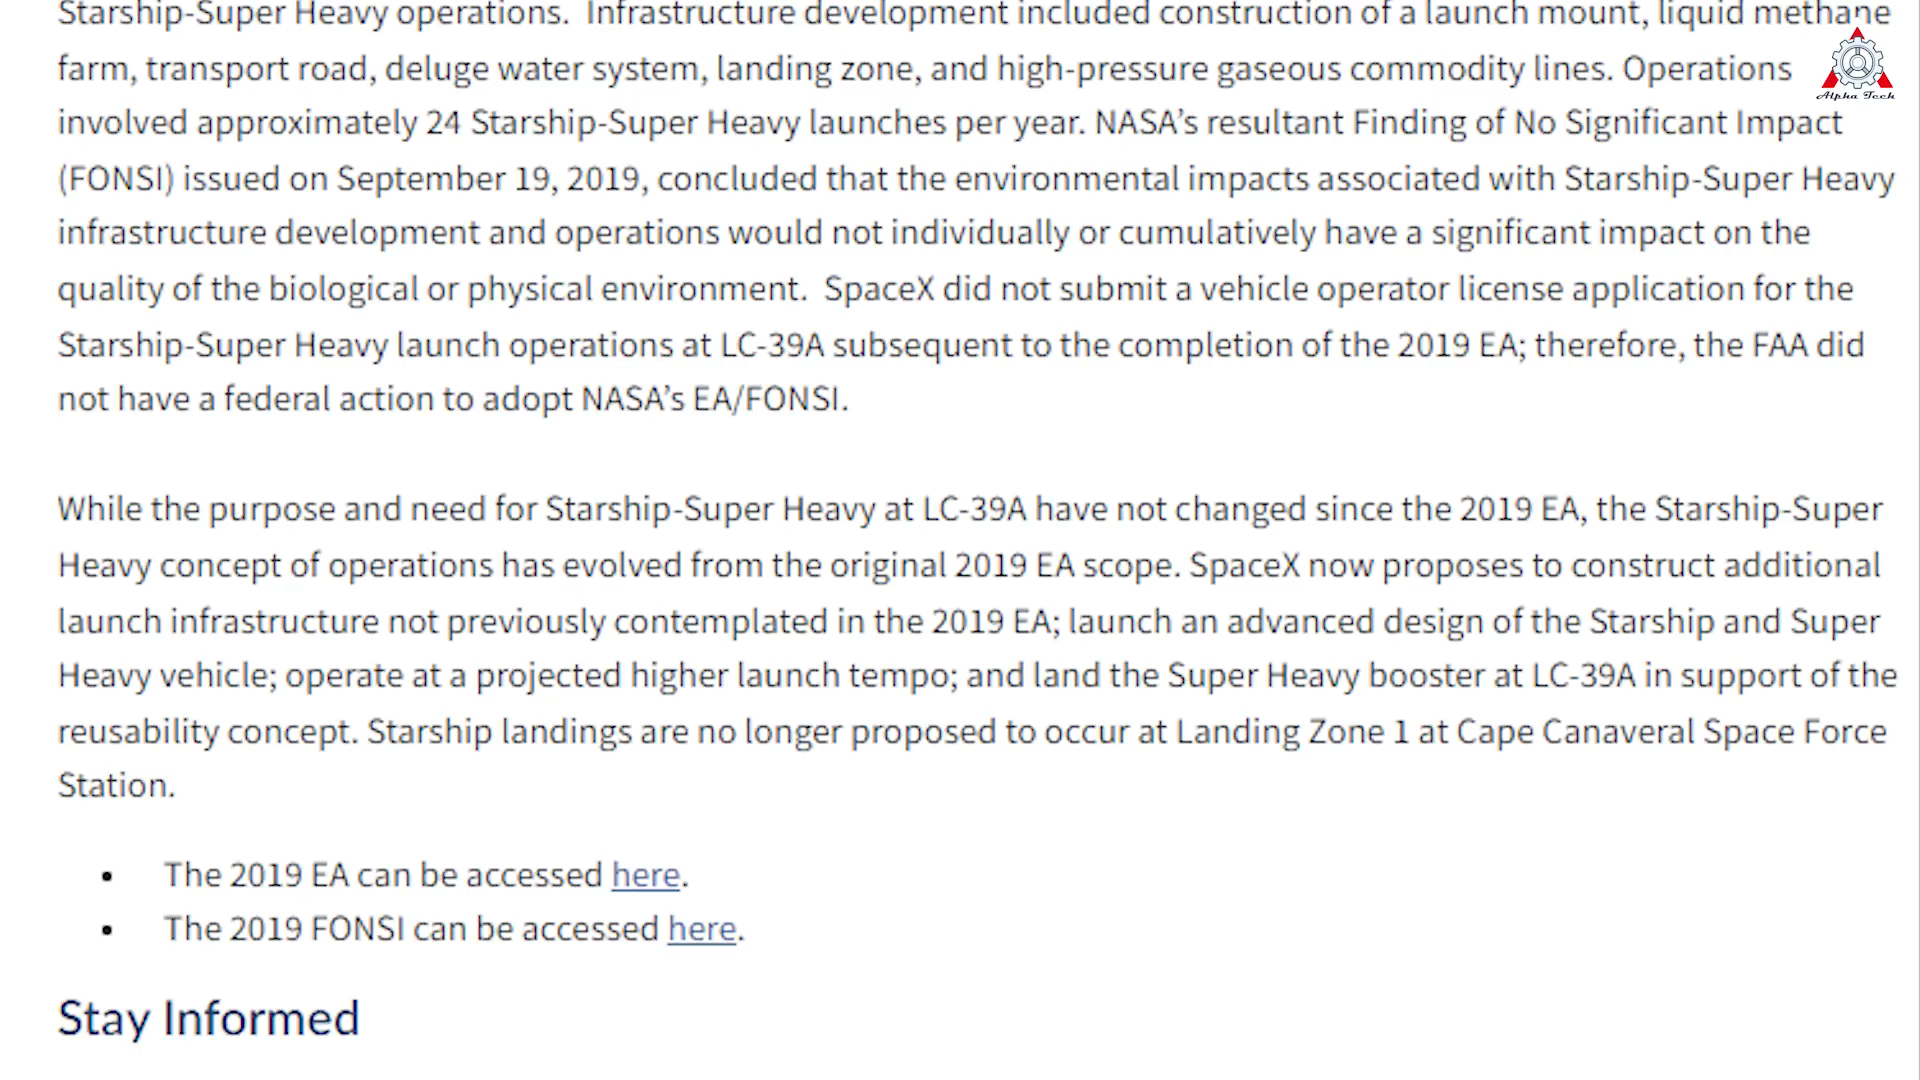 Starship-Super Heavy operations.  Infrastructure development included construction of a launch mount, liquid methane
farm, transport road, deluge water system, landing zone, and high-pressure gaseous commodity lines. Operations
involved approximately 24 Starship-Super Heavy launches per year. NASA’s resultant Finding of No Significant Impact
(FONSI) issued on September 19, 2019, concluded that the environmental impacts associated with Starship-Super Heavy
infrastructure development and operations would not individually or cumulatively have a significant impact on the
quality of the biological or physical environment.  SpaceX did not submit a vehicle operator license application for the
Starship-Super Heavy launch operations at LC-39A subsequent to the completion of the 2019 EA; therefore, the FAA did
not have a federal action to adopt NASA’s EA/FONSI.
While the purpose and need for Starship-Super Heavy at LC-39A have not changed since the 2019 EA, the Starship-Super
Heavy concept of operations has evolved from the original 2019 EA scope. SpaceX now proposes to construct additional
launch infrastructure not previously contemplated in the 2019 EA; launch an advanced design of the Starship and Super
Heavy vehicle; operate at a projected higher launch tempo; and land the Super Heavy booster at LC-39A in support of the
reusability concept. Starship landings are no longer proposed to occur at Landing Zone 1 at Cape Canaveral Space Force
Station.
• The 2019 EA can be accessed here.
• The 2019 FONSI can be accessed here.
Stay Informed
Alpha Tech